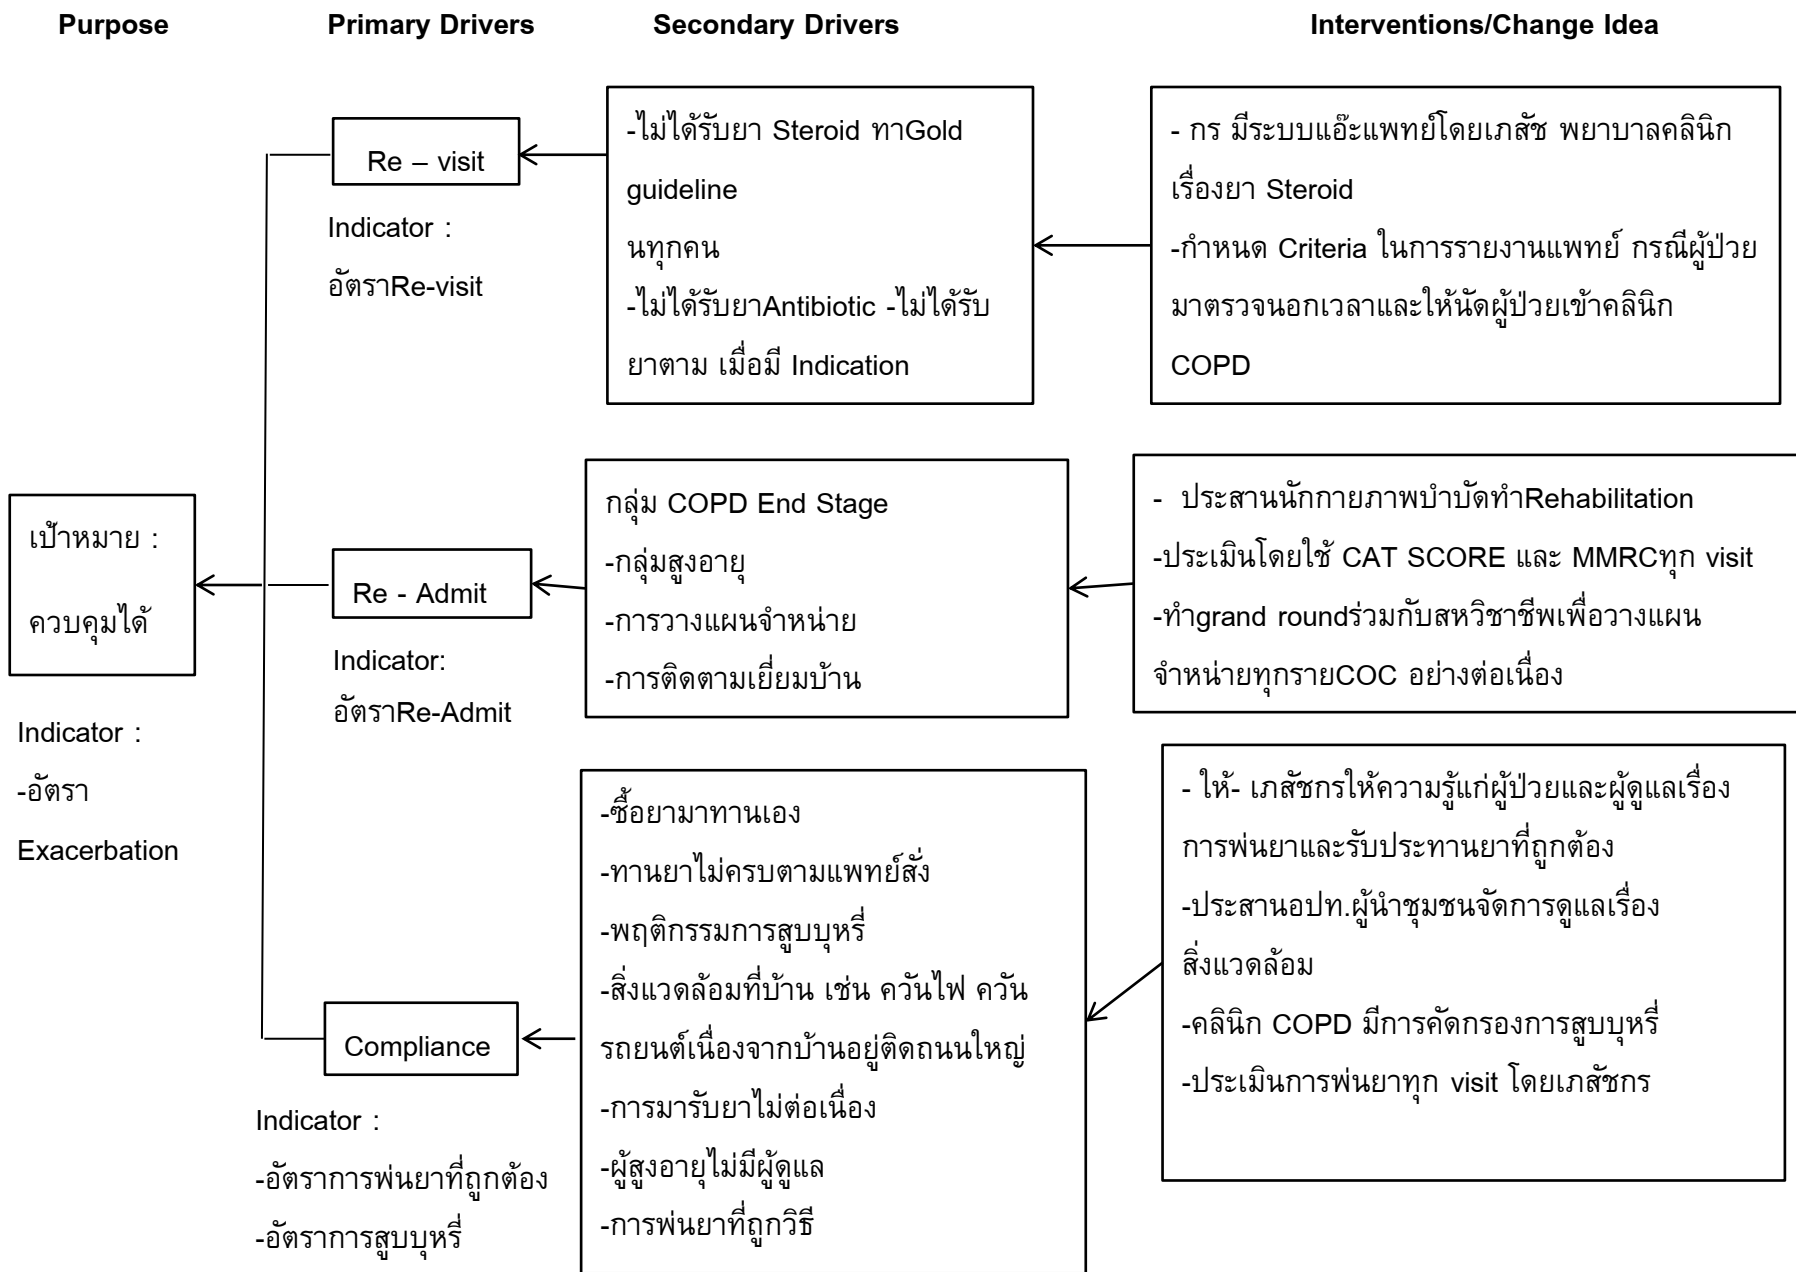 Purpose
Primary Drivers
Secondary Drivers
Interventions/Change Idea
Re – visit
Indicator :
อัตราRe-visit
-ไม่ได้รับยา Steroid ทาGold
guideline
นทุกคน
-ไม่ได้รับยาAntibiotic -ไม่ได้รับ
ยาตาม เมื่อมี Indication
- กร มีระบบแอ๊ะแพทย์โดยเภสัช พยาบาลคลินิก
เรื่องยา Steroid
-กำหนด Criteria ในการรายงานแพทย์ กรณีผู้ป่วย
มาตรวจนอกเวลาและให้นัดผู้ป่วยเข้าคลินิก
COPD
เป้าหมาย :
ควบคุมได้
Indicator :
-อัตรา
Exacerbation
Re - Admit
Indicator:
อัตราRe-Admit
กลุ่ม COPD End Stage
-กลุ่มสูงอายุ
-การวางแผนจำหน่าย
-การติดตามเยี่ยมบ้าน
- ประสานนักกายภาพบำบัดทำRehabilitation
-ประเมินโดยใช้ CAT SCORE และ MMRCทุก visit
-ทำgrand roundร่วมกับสหวิชาชีพเพื่อวางแผน
จำหน่ายทุกรายCOC อย่างต่อเนื่อง
Compliance
Indicator :
-อัตราการพ่นยาที่ถูกต้อง
-อัตราการสูบบุหรี่
-ซื้อยามาทานเอง
-ทานยาไม่ครบตามแพทย์สั่ง
-พฤติกรรมการสูบบุหรี่
-สิ่งแวดล้อมที่บ้าน เช่น ควันไฟ ควัน
รถยนต์เนื่องจากบ้านอยู่ติดถนนใหญ่
-การมารับยาไม่ต่อเนื่อง
-ผู้สูงอายุไม่มีผู้ดูแล
-การพ่นยาที่ถูกวิธี
- ให้- เภสัชกรให้ความรู้แก่ผู้ป่วยและผู้ดูแลเรื่อง
การพ่นยาและรับประทานยาที่ถูกต้อง
-ประสานอปท.ผู้นำชุมชนจัดการดูแลเรื่อง
สิ่งแวดล้อม
-คลินิก COPD มีการคัดกรองการสูบบุหรี่
-ประเมินการพ่นยาทุก visit โดยเภสัชกร